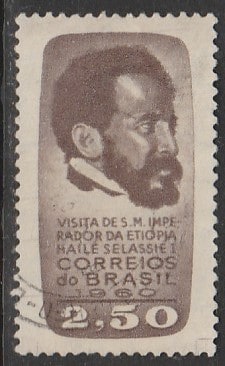 VISITA DE S.M. IMPE-
RADOR DA ETIOPIA
HAILE SELASSIE I
CORREIOS
do BRASIL
1960
2,50